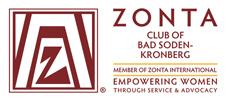 Z
®
ZONTA
CLUB OF
BAD SODEN-
KRONBERG
MEMBER OF ZONTA INTERNATIONAL
EMPOWERING WOMEN
THROUGH SERVICE & ADVOCACY